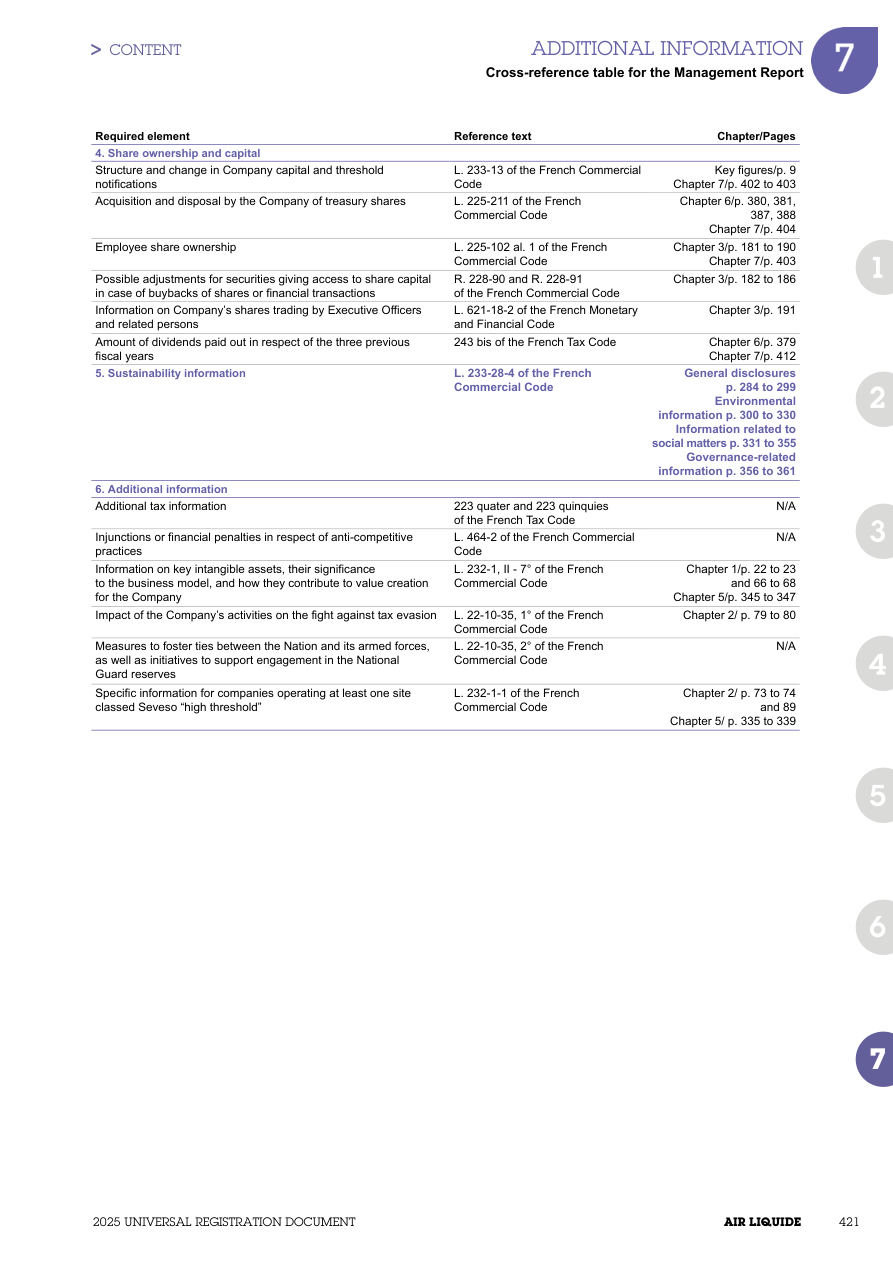 > CONTENT
ADDITIONAL INFORMATION
7
Cross-reference table for the Management Report
Required element Reference text Chapter/Pages
4. Share ownership and capital
Structure and change in Company capital and threshold L. 233-13 of the French Commercial Key figures/p. 9
notifications Code Chapter 7/p. 402 to 403
Acquisition and disposal by the Company of treasury shares L. 225-211 of the French Chapter 6/p. 380, 381,
Commercial Code 387, 388
Chapter 7/p. 404
Employee share ownership L. 225-102 al. 1 of the French Chapter 3/p. 181 to 190
Commercial Code Chapter 7/p. 403
Possible adjustments for securities giving access to share capital R. 228-90 and R. 228-91 Chapter 3/p. 182 to 186
in case of buybacks of shares or financial transactions of the French Commercial Code
Information on Company’s shares trading by Executive Officers L. 621-18-2 of the French Monetary Chapter 3/p. 191
and related persons and Financial Code
Amount of dividends paid out in respect of the three previous 243 bis of the French Tax Code Chapter 6/p. 379
fiscal years Chapter 7/p. 412
5. Sustainability information L. 233-28-4 of the French General disclosures
Commercial Code p. 284 to 299
Environmental
information p. 300 to 330
Information related to
social matters p. 331 to 355
Governance-related
information p. 356 to 361
6. Additional information
Additional tax information 223 quater and 223 quinquies N/A
of the French Tax Code
Injunctions or financial penalties in respect of anti-competitive L. 464-2 of the French Commercial N/A
practices Code
Information on key intangible assets, their significance L. 232-1, II - 7° of the French Chapter 1/p. 22 to 23
to the business model, and how they contribute to value creation Commercial Code and 66 to 68
for the Company Chapter 5/p. 345 to 347
Impact of the Company’s activities on the fight against tax evasion L. 22-10-35, 1° of the French Chapter 2/ p. 79 to 80
Commercial Code
Measures to foster ties between the Nation and its armed forces, L. 22-10-35, 2° of the French N/A
as well as initiatives to support engagement in the National Commercial Code
Guard reserves
Specific information for companies operating at least one site L. 232-1-1 of the French Chapter 2/ p. 73 to 74
classed Seveso “high threshold” Commercial Code and 89
Chapter 5/ p. 335 to 339
1
2
3
4
5
6
7
2025 UNIVERSAL REGISTRATION DOCUMENT AIR LIQUIDE 421